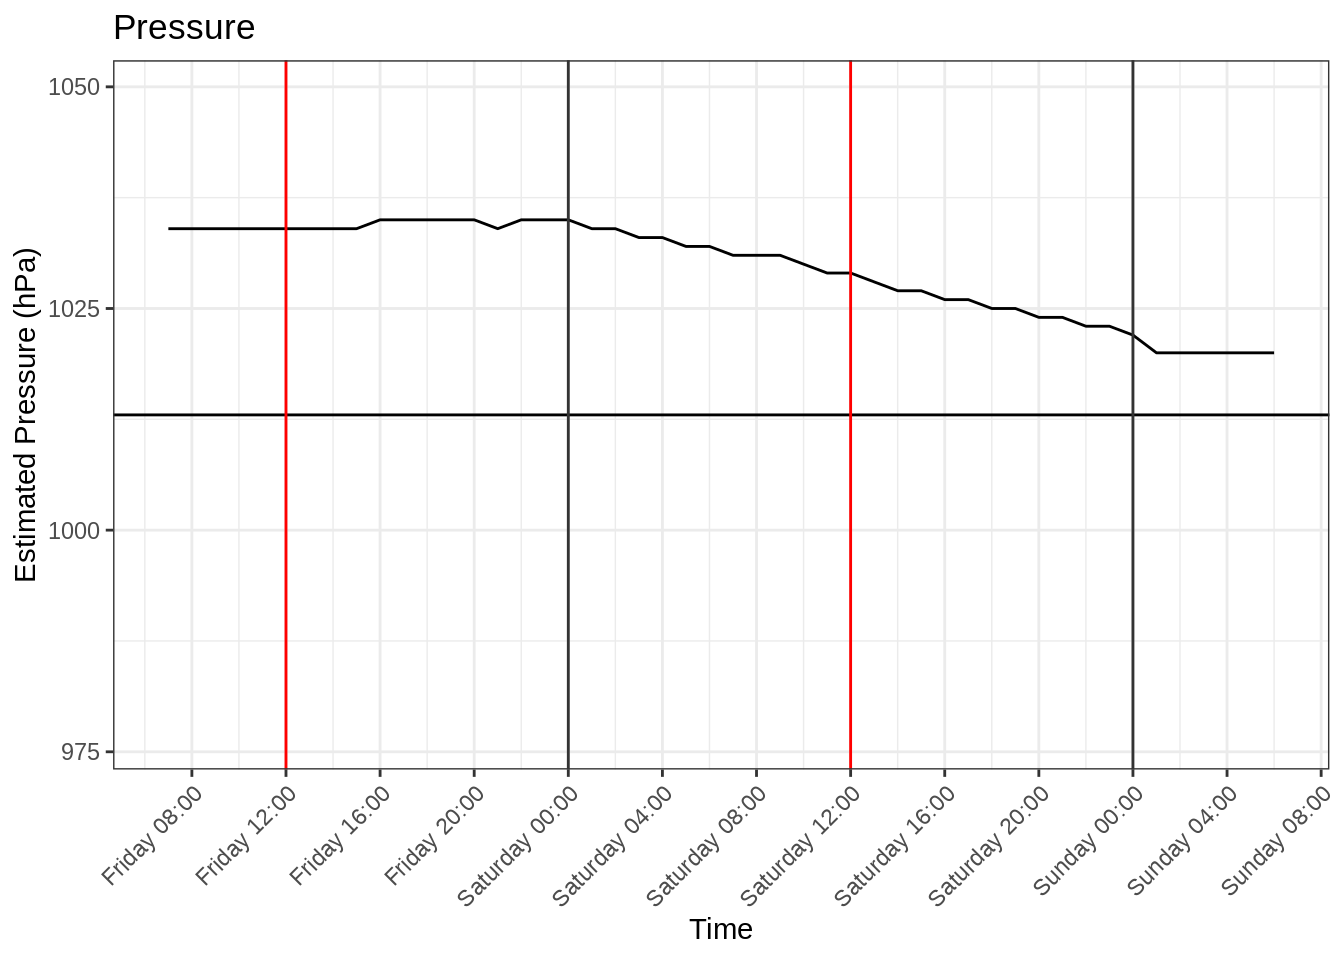 Pressure
Estimated Pressure (hPa)
1050
1025
1000
975
Friday 08:00
Friday 12:00
Friday 16:00
Friday 20:00
Saturday 00:00
Saturday 04:00
Saturday 08:00
Saturday 12:00
Saturday 16:00
Saturday 20:00
Sunday 00:00
Sunday 04:00
Sunday 08:00
Time